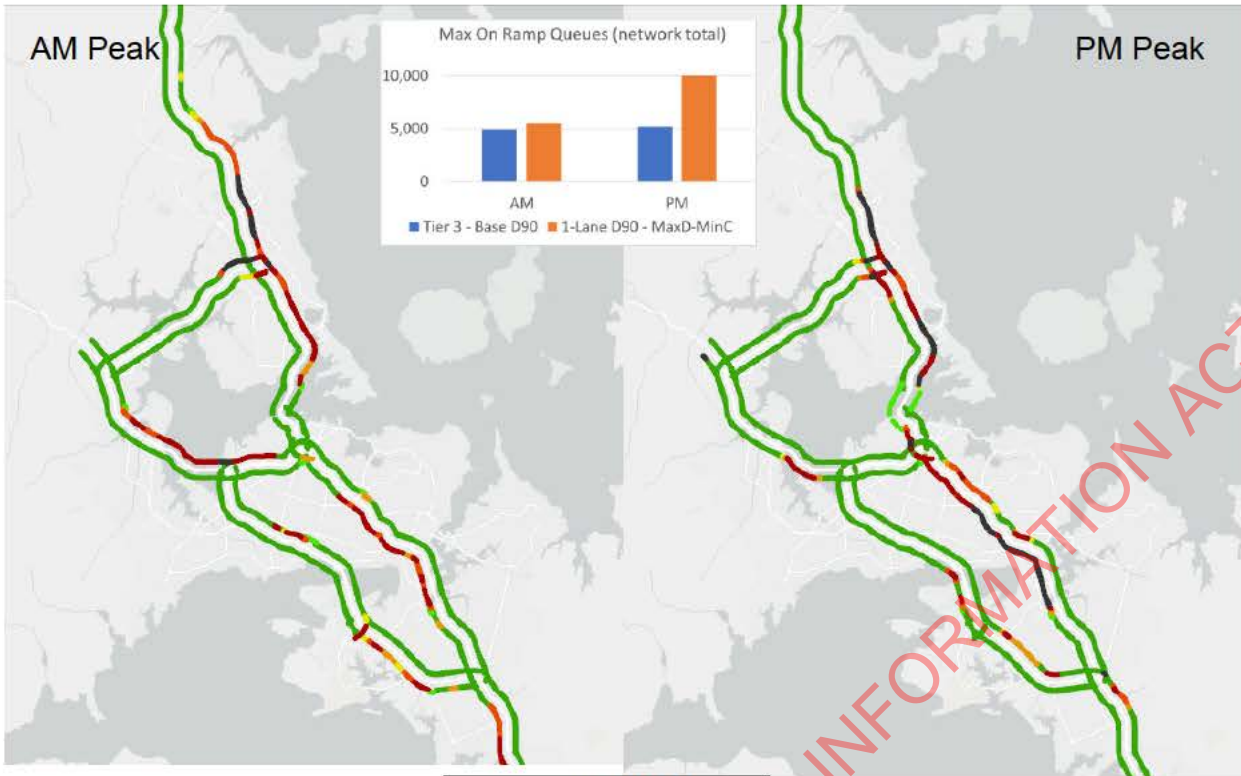 AM Peak
Max On Ramp Queues (network total)
10,000
5,000
0
AM PM
Tier 3 - Base D90 1-Lane D90 - MaxD-MinC
PM Peak
INFORMATION ACT